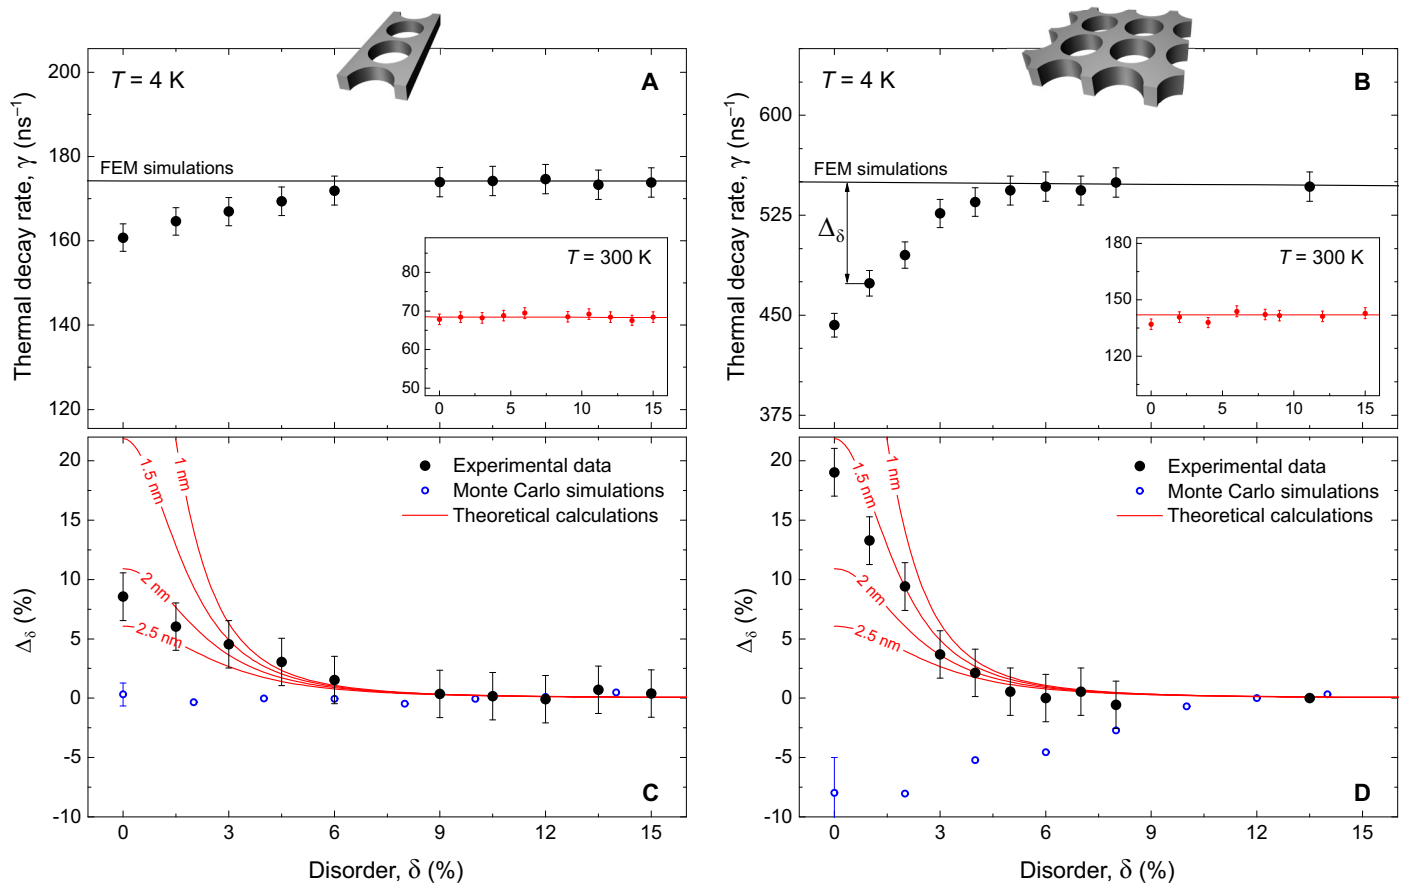 T = 4 K
A
FEM simulations
T = 300 K
80
70
60
50
0
5
10
15
200
180
160
140
120
Thermal decay rate, γ (ns⁻¹)
T = 4 K
B
FEM simulations
Δδ
T = 300 K
180
150
120
0
5
10
15
600
525
450
375
Thermal decay rate, γ (ns⁻¹)
1 nm
1.5 nm
2 nm
2.5 nm
Experimental data
Monte Carlo simulations
Theoretical calculations
C
20
15
10
5
0
-5
-10
Δδ (%)
0
3
6
9
12
15
Disorder, δ (%)
1 nm
1.5 nm
2 nm
2.5 nm
Experimental data
Monte Carlo simulations
Theoretical calculations
D
20
15
10
5
0
-5
-10
Δδ (%)
0
3
6
9
12
15
Disorder, δ (%)